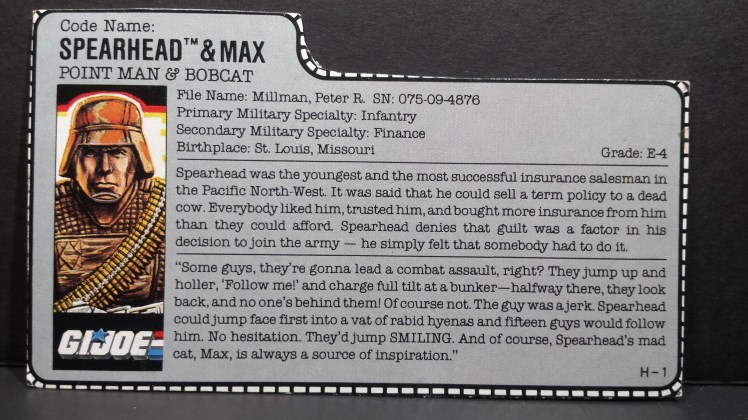 Code Name:
SPEARHEAD™ & MAX
POINT MAN & BOBCAT
File Name: Millman, Peter R. SN: 075-09-4876
Primary Military Specialty: Infantry
Secondary Military Specialty: Finance
Birthplace: St. Louis, Missouri Grade: E-4
Spearhead was the youngest and the most successful insurance salesman in
the Pacific North-West. It was said that he could sell a term policy to a dead
cow. Everybody liked him, trusted him, and bought more insurance from him
than they could afford. Spearhead denies that guilt was a factor in his
decision to join the army — he simply felt that somebody had to do it.
"Some guys, they're gonna lead a combat assault, right? They jump up and
holler, 'Follow me!' and charge full tilt at a bunker—halfway there, they look
back, and no one's behind them! Of course not. The guy was a jerk. Spearhead
could jump face first into a vat of rabid hyenas and fifteen guys would follow
him. No hesitation. They'd jump SMILING. And of course, Spearhead's mad
cat, Max, is always a source of inspiration."
GI JOE
H-1